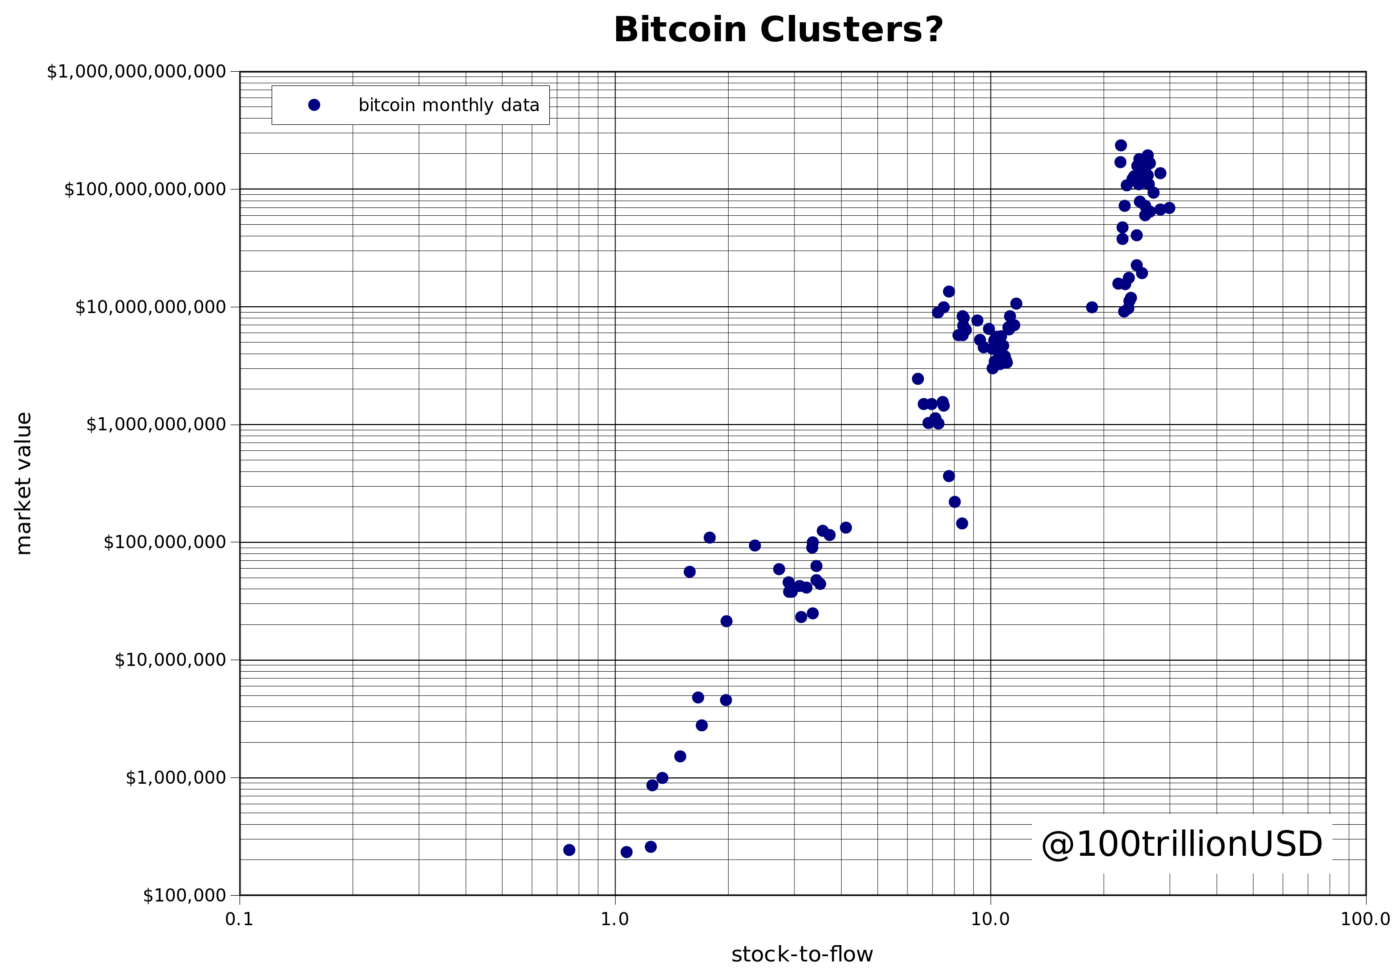 Bitcoin Clusters?
$1,000,000,000,000
bitcoin monthly data
$100,000,000,000
$10,000,000,000
$1,000,000,000
market value
$100,000,000
$10,000,000
$1,000,000
@100trillionUSD
$100,000
0.1 1.0 10.0 100.0
stock-to-flow